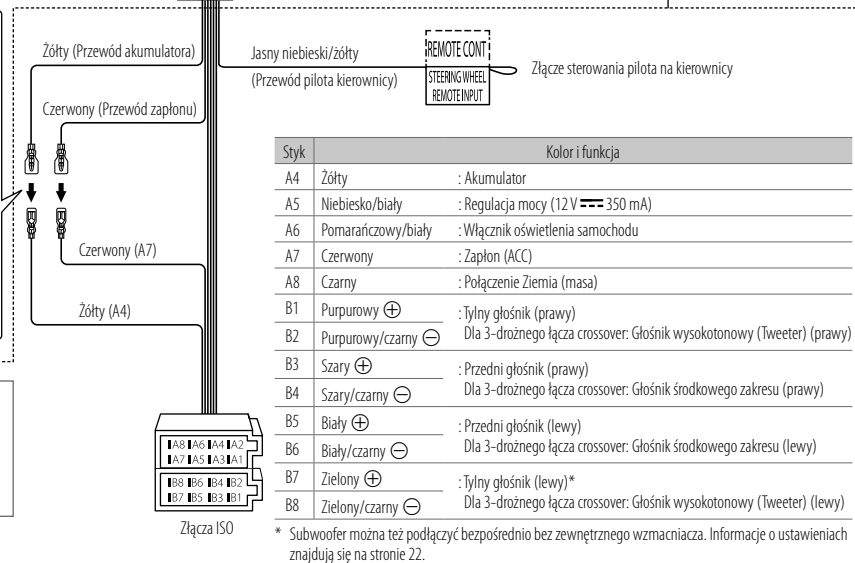 Żółty (Przewód akumulatora)
Czerwony (Przewód zapłonu)
Jasny niebieski/żółty
(Przewód pilota kierownicy)
REMOTE CONT
STEERING WHEEL
REMOTE INPUT
Złącze sterowania pilota na kierownicy
Czerwony (A7)
Żółty (A4)
A8 A6 A4 A2
A7 A5 A3 A1
B8 B6 B4 B2
B7 B5 B3 B1
Złącza ISO
Styk Kolor i funkcja
A4 Żółty : Akumulator
A5 Niebiesko/biały : Regulacja mocy (12 V ⎓ 350 mA)
A6 Pomarańczowy/biały : Włącznik oświetlenia samochodu
A7 Czerwony : Zapłon (ACC)
A8 Czarny : Połączenie Ziemia (masa)
B1 Purpurowy ⊕ : Tylny głośnik (prawy)
B2 Purpurowy/czarny ⊖ Dla 3-drożnego łącza crossover: Głośnik wysokotonowy (Tweeter) (prawy)
B3 Szary ⊕ : Przedni głośnik (prawy)
B4 Szary/czarny ⊖ Dla 3-drożnego łącza crossover: Głośnik środkowego zakresu (prawy)
B5 Biały ⊕ : Przedni głośnik (lewy)
B6 Biały/czarny ⊖ Dla 3-drożnego łącza crossover: Głośnik środkowego zakresu (lewy)
B7 Zielony ⊕ : Tylny głośnik (lewy)*
B8 Zielony/czarny ⊖ Dla 3-drożnego łącza crossover: Głośnik wysokotonowy (Tweeter) (lewy)
* Subwoofer można też podłączyć bezpośrednio bez zewnętrznego wzmacniacza. Informacje o ustawieniach
znajdują się na stronie 22.